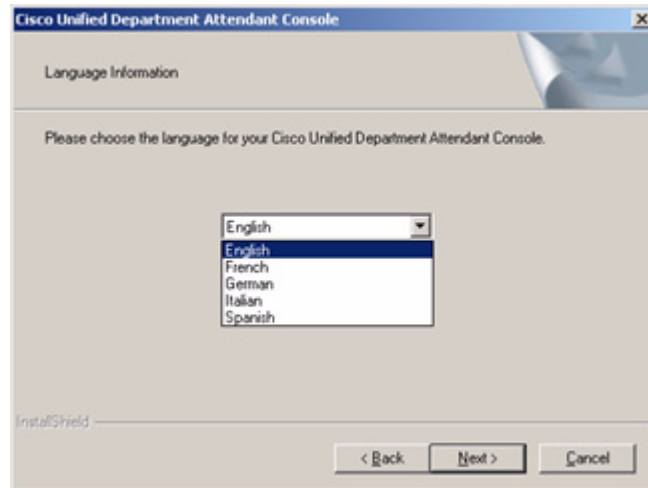 Cisco Unified Department Attendant Console
Language Information
Please choose the language for your Cisco Unified Department Attendant Console.
English
English
French
German
Italian
Spanish
InstallShield
< Back
Next >
Cancel